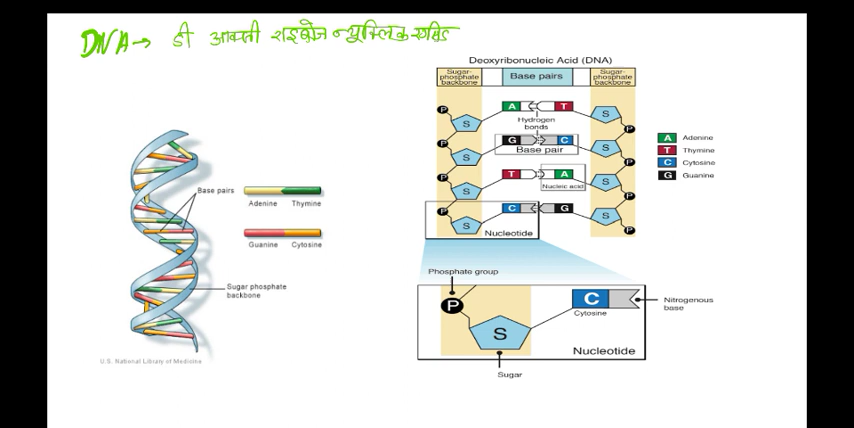 DNA → डी आक्सी राइबोज न्यूक्लिक एसिड
Deoxyribonucleic Acid (DNA)
Sugar-phosphate backbone
Base pairs
Sugar-phosphate backbone
P
S
A
T
S
P
Hydrogen bonds
G
C
Base pair
P
S
S
P
T
A
Nucleic acid
P
S
S
P
C
G
P
S
S
P
Nucleotide
A Adenine
T Thymine
C Cytosine
G Guanine
Base pairs
Adenine Thymine
Guanine Cytosine
Sugar phosphate
backbone
U.S. National Library of Medicine
Phosphate group
P
S
C
Cytosine
Nitrogenous
base
Nucleotide
Sugar